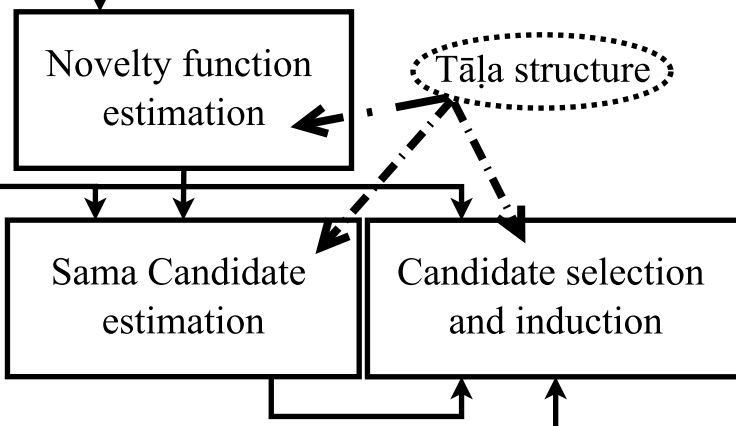 Novelty function
estimation
Tāḷa structure
Sama Candidate
estimation
Candidate selection
and induction